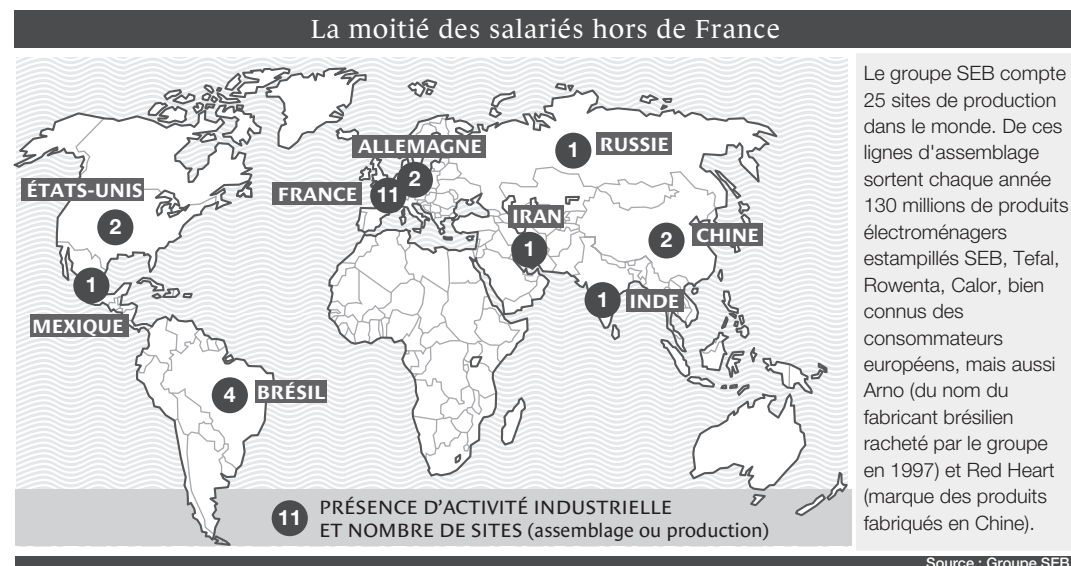 La moitié des salariés hors de France
ALLEMAGNE
2
1
RUSSIE
ÉTATS-UNIS
2
FRANCE
11
IRAN
1
2
CHINE
1
MEXIQUE
1
INDE
4
BRÉSIL
11
PRÉSENCE D'ACTIVITÉ INDUSTRIELLE
ET NOMBRE DE SITES (assemblage ou production)
Le groupe SEB compte
25 sites de production
dans le monde. De ces
lignes d'assemblage
sortent chaque année
130 millions de produits
électroménagers
estampillés SEB, Tefal,
Rowenta, Calor, bien
connus des
consommateurs
européens, mais aussi
Arno (du nom du
fabricant brésilien
racheté par le groupe
en 1997) et Red Heart
(marque des produits
fabriqués en Chine).
Source : Groupe SEB